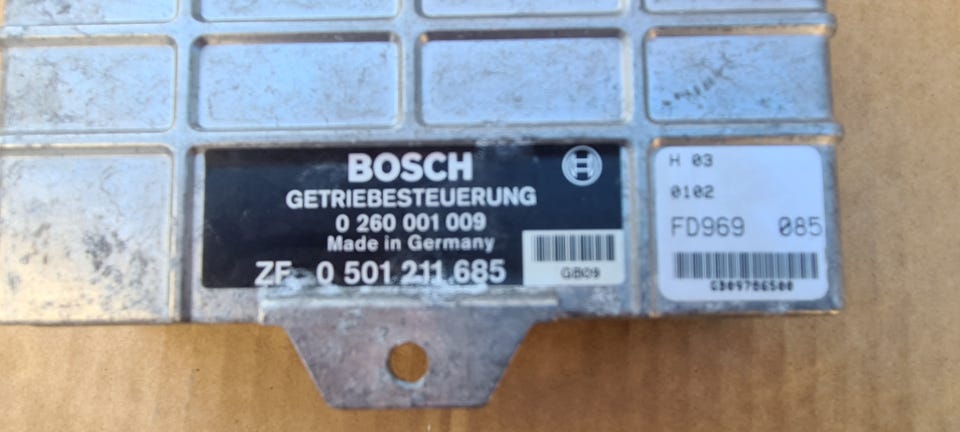 BOSCH
GETRIEBESTEUERUNG
0 260 001 009
Made in Germany
ZF 0 501 211 685
GB09
H 03
0102
FD969 085
GB09786500